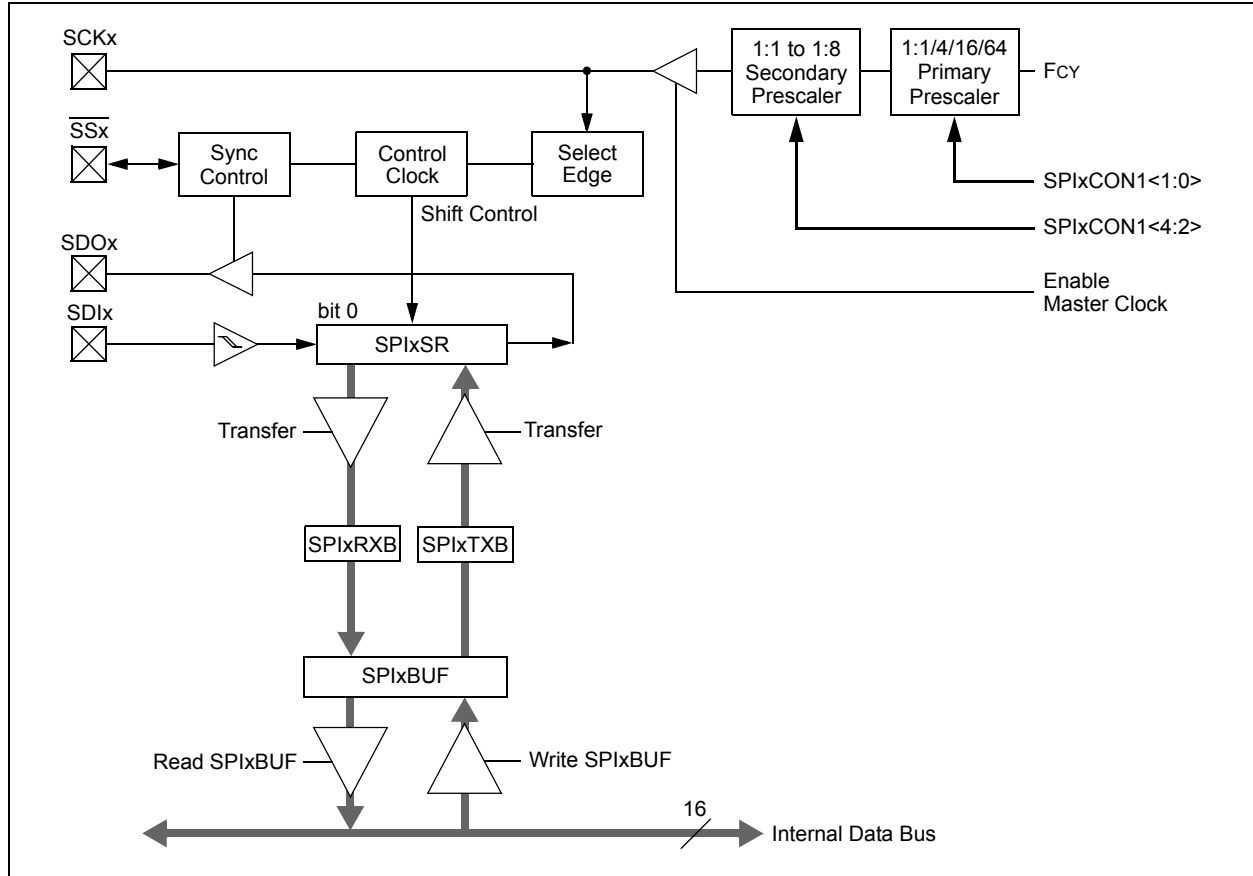 SCKx
1:1 to 1:8
Secondary
Prescaler
1:1/4/16/64
Primary
Prescaler
FCY
SSx
Sync
Control
Control
Clock
Select
Edge
SPIxCON1<1:0>
Shift Control
SPIxCON1<4:2>
SDOx
Enable
Master Clock
SDIx
bit 0
SPIxSR
Transfer
Transfer
SPIxRXB
SPIxTXB
SPIxBUF
Read SPIxBUF
Write SPIxBUF
16
Internal Data Bus